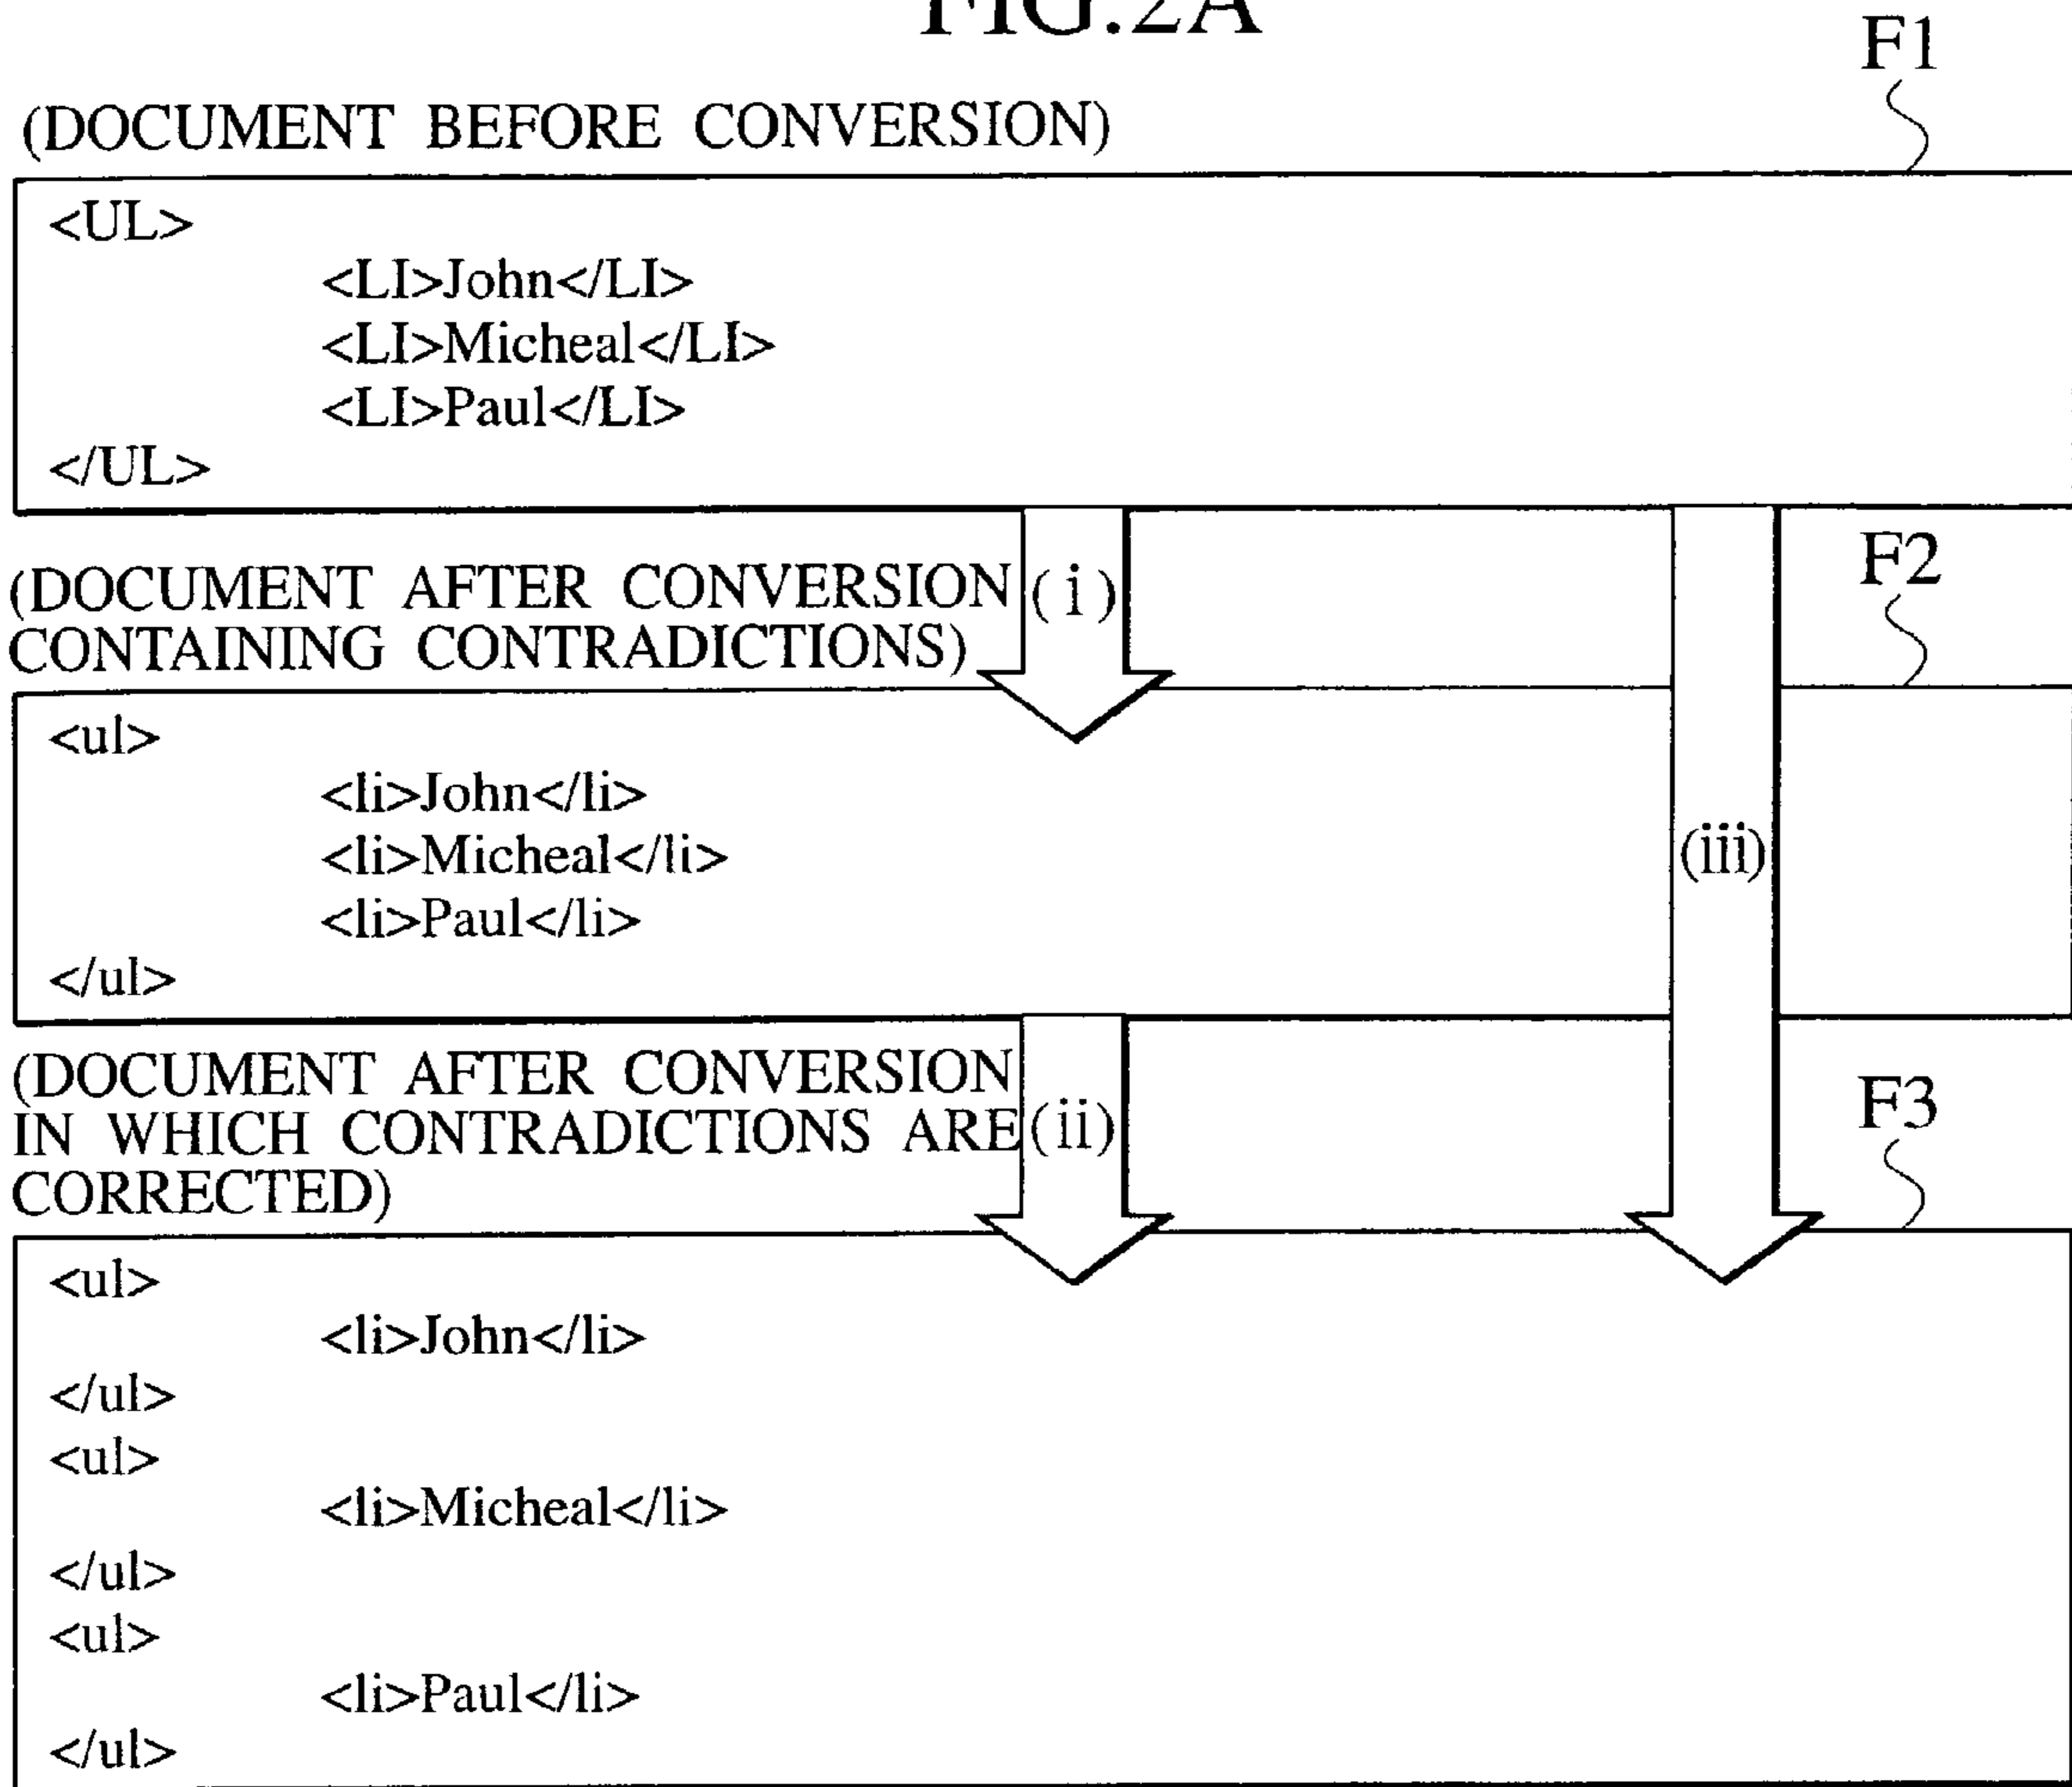 FIG.2A
F1
(DOCUMENT BEFORE CONVERSION)
<UL>
<LI>John</LI>
<LI>Micheal</LI>
<LI>Paul</LI>
</UL>
F2
(DOCUMENT AFTER CONVERSION
CONTAINING CONTRADICTIONS)
(i)
<ul>
<li>John</li>
<li>Micheal</li>
<li>Paul</li>
</ul>
(iii)
(DOCUMENT AFTER CONVERSION
IN WHICH CONTRADICTIONS ARE
CORRECTED)
(ii)
F3
<ul>
<li>John</li>
</ul>
<ul>
<li>Micheal</li>
</ul>
<ul>
<li>Paul</li>
</ul>